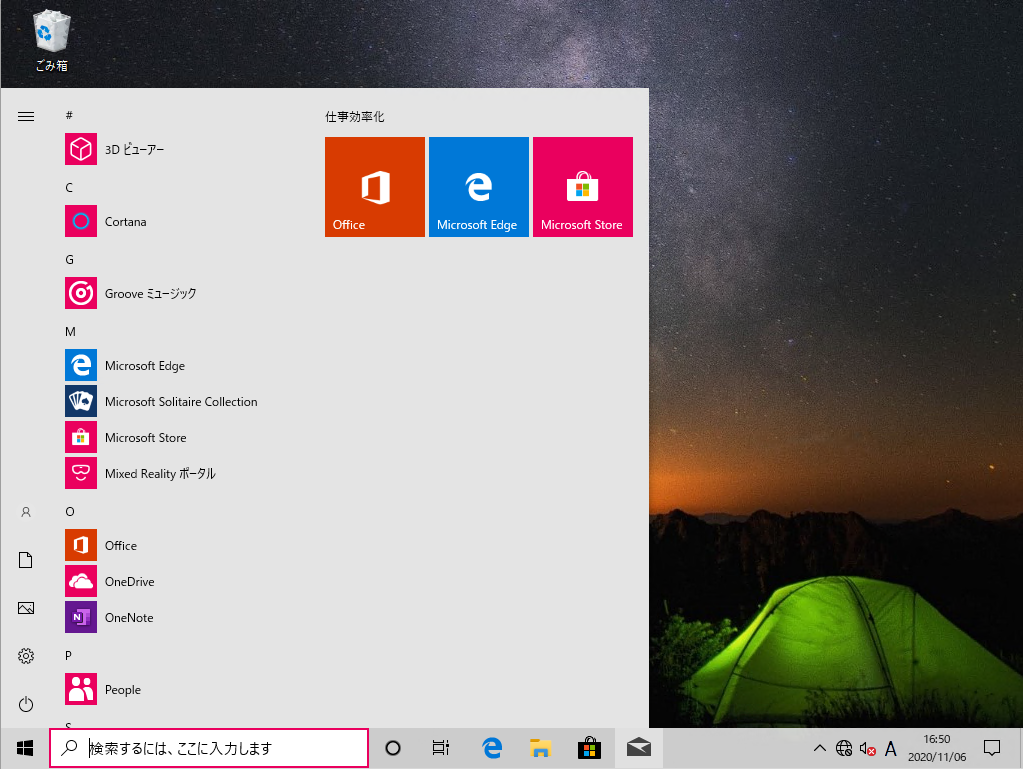 ごみ箱
#
3D ビューアー
C
Cortana
G
Groove ミュージック
M
Microsoft Edge
Microsoft Solitaire Collection
Microsoft Store
Mixed Reality ポータル
O
Office
OneDrive
OneNote
P
People
S
仕事効率化
Office
Microsoft Edge
Microsoft Store
検索するには、ここに入力します
A
16:50
2020/11/06